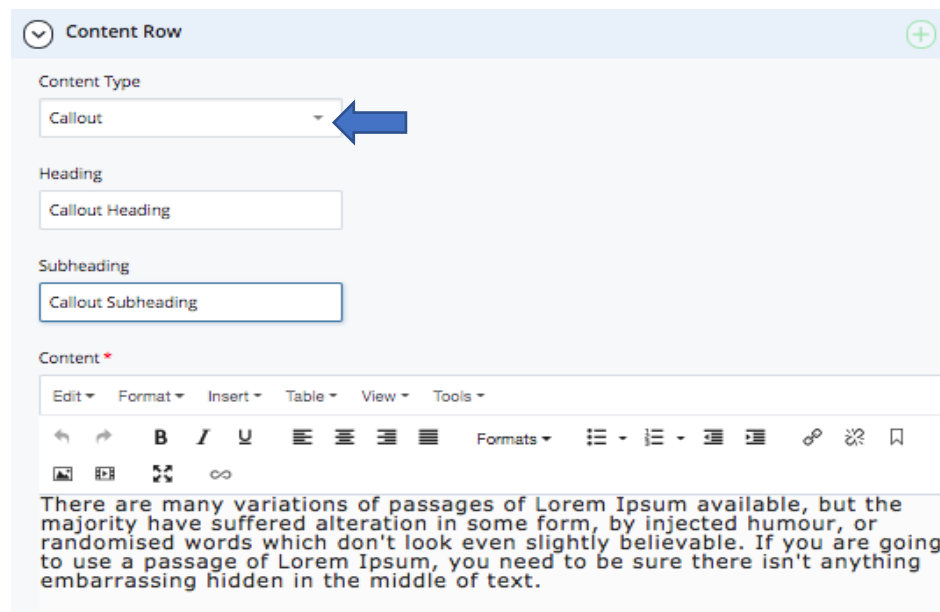 Content Row
Content Type
Callout
Heading
Callout Heading
Subheading
Callout Subheading
Content *
Edit Format Insert Table View Tools
B I U Formats
There are many variations of passages of Lorem Ipsum available, but the
majority have suffered alteration in some form, by injected humour, or
randomised words which don't look even slightly believable. If you are going
to use a passage of Lorem Ipsum, you need to be sure there isn't anything
embarrassing hidden in the middle of text.